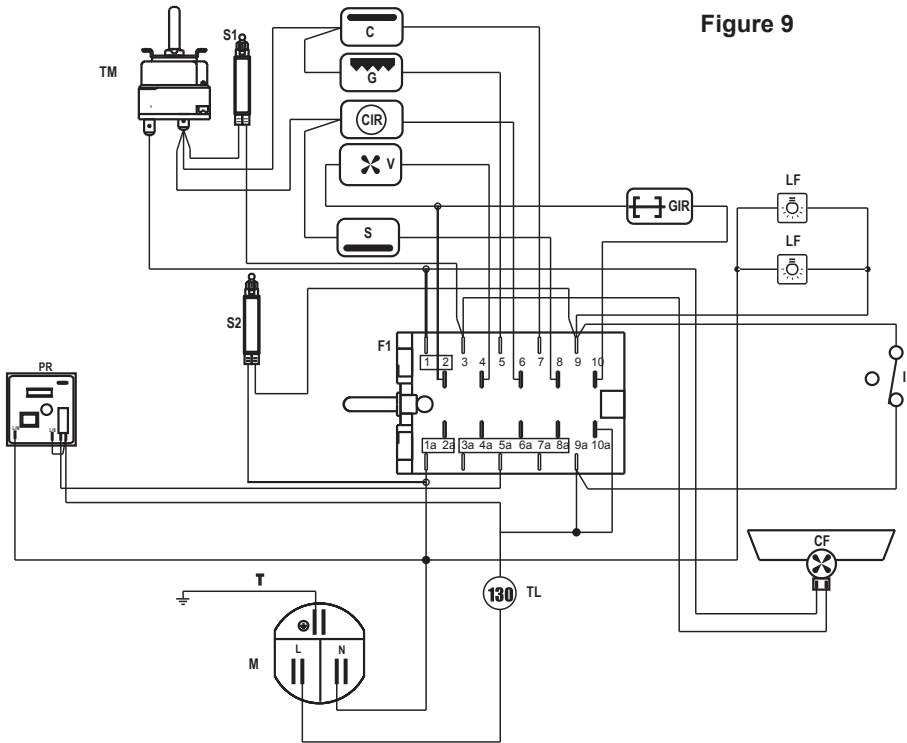 Figure 9
S1
TM
C
G
CIR
V
S
GIR
LF
LF
S2
F1
1 2 3 4 5 6 7 8 9 10
1a 2a 3a 4a 5a 6a 7a 8a 9a 10a
I
PR
CF
T
130 TL
M
L N